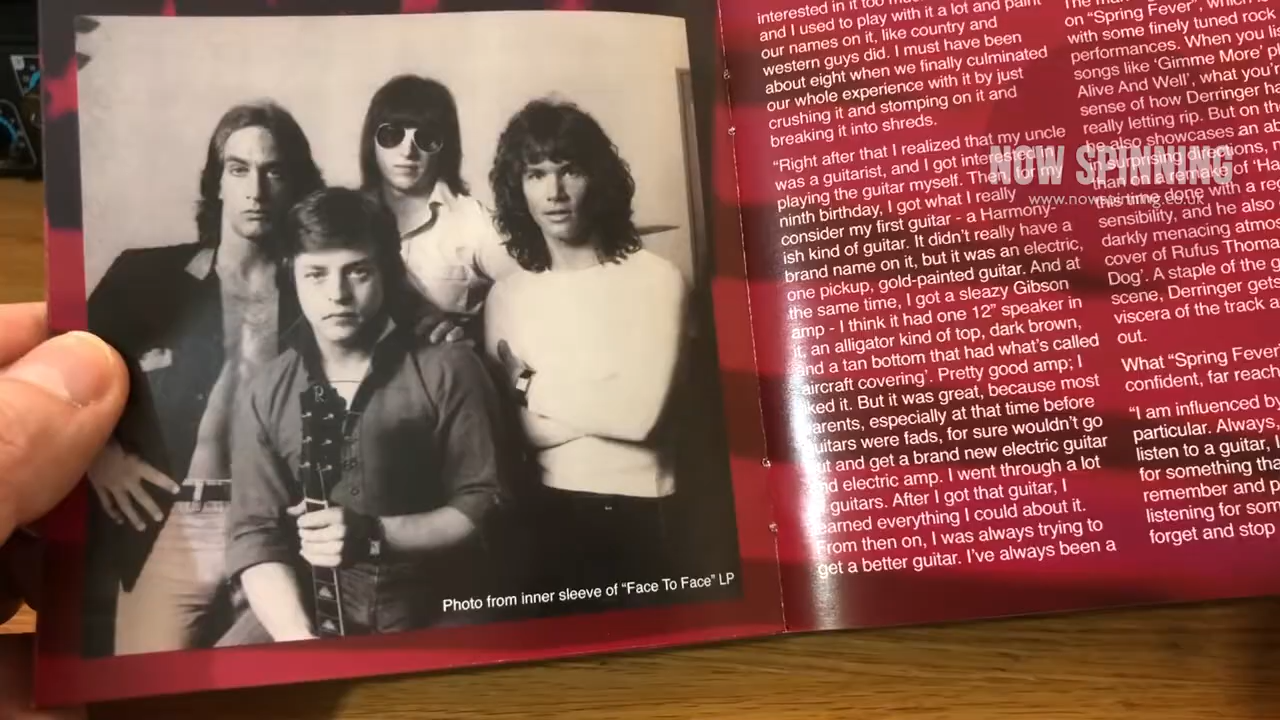 Photo from inner sleeve of “Face To Face” LP
interested in it too much
and I used to play with it a lot and paint
our names on it, like country and
western guys did. I must have been
about eight when we finally culminated
our whole experience with it by just
crushing it and stomping on it and
breaking it into shreds.
“Right after that I realized that my uncle
was a guitarist, and I got interested in
playing the guitar myself. Then, for my
ninth birthday, I got what I really
consider my first guitar - a Harmony-
ish kind of guitar. It didn’t really have a
brand name on it, but it was an electric,
one pickup, gold-painted guitar. And at
the same time, I got a sleazy Gibson
amp - I think it had one 12” speaker in
it, an alligator kind of top, dark brown,
and a tan bottom that had what’s called
‘aircraft covering’. Pretty good amp; I
liked it. But it was great, because most
parents, especially at that time before
guitars were fads, for sure wouldn’t go
out and get a brand new electric guitar
and electric amp. I went through a lot
guitars. After I got that guitar, I
learned everything I could about it.
From then on, I was always trying to
get a better guitar. I’ve always been a
on “Spring Fever”, which is
with some finely tuned rock
performances. When you
songs like ‘Gimme More’
Alive And Well’, what you’re
sense of how Derringer
really letting rip. But on the
he also showcases an
in surprising directions,
than on a remake of
This time done with a
sensibility, and he also
darkly menacing
cover of Rufus Thomas
Dog’. A staple of the
scene, Derringer gets
viscera of the track
out.
What “Spring Fever”
confident, far
“I am influenced by
particular. Always,
listen to a guitar, I
for something
remember and
listening for
forget and stop
NOW SPINNING
R